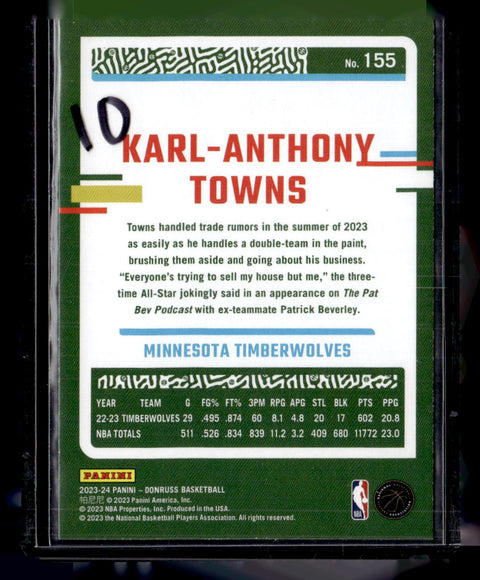 No. 155
10
KARL-ANTHONY
TOWNS
Towns handled trade rumors in the summer of 2023
as easily as he handles a double-team in the paint,
brushing them aside and going about his business.
“Everyone's trying to sell my house but me,” the three-
time All-Star jokingly said in an appearance on The Pat
Bev Podcast with ex-teammate Patrick Beverley.
MINNESOTA TIMBERWOLVES
YEAR TEAM G FG% FT% 3PM RPG APG STL BLK PTS PPG
22-23 TIMBERWOLVES 29 .495 .874 60 8.1 4.8 20 17 602 20.8
NBA TOTALS 511 .526 .834 839 11.2 3.2 409 680 11772 23.0
PANINI
2023-24 PANINI – DONRUSS BASKETBALL
帕尼尼 © 2023 Panini America, Inc.
© 2023 NBA Properties, Inc. Produced in the USA.
© 2023 the National Basketball Players Association. All rights reserved.
NBA